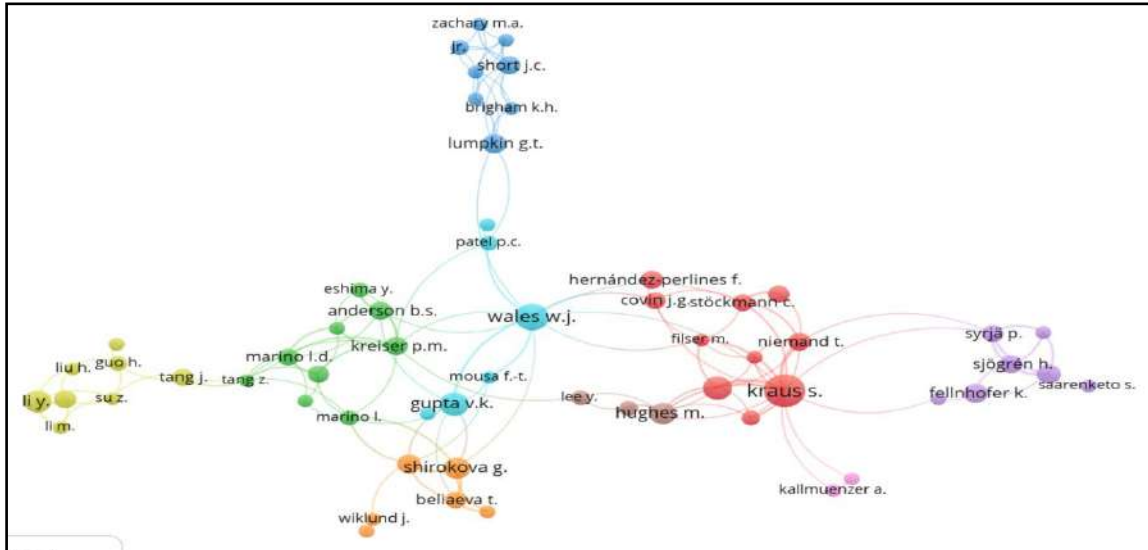 zachary m.a.
jr.
short j.c.
brigham k.h.
lumpkin g.t.
patel p.c.
hernández-perlines f.
eshima y.
covin j.g.
stöckmann c.
anderson b.s.
wales w.j.
syrjä p.
kreiser p.m.
filser m.
niemand t.
guo h.
marino l.d.
sjögrén h.
liu h.
tang j.
tang z.
mousa f.-t.
saarenketo s.
li y.
su z.
gupta v.k.
lee y.
kraus s.
fellnhofer k.
li m.
marino l.
hughes m.
shirokova g.
kallmuenzer a.
beliaeva t.
wiklund j.